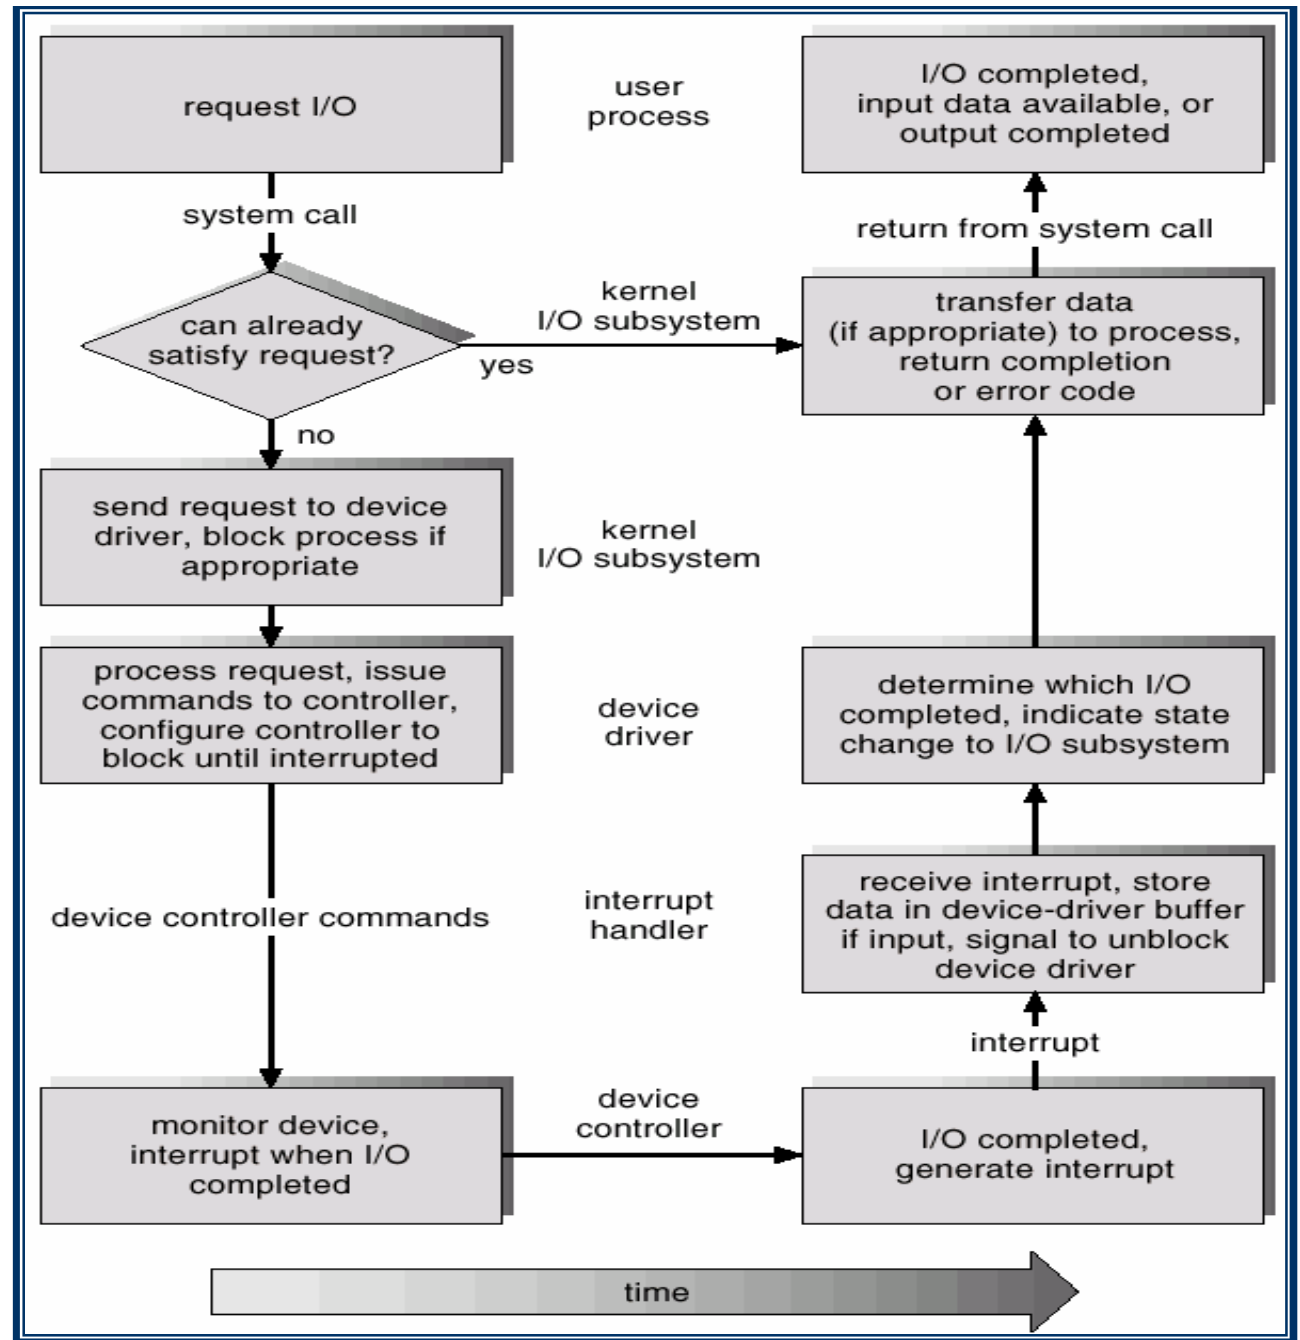 request I/O
user
process
I/O completed,
input data available, or
output completed
system call
return from system call
can already
satisfy request?
yes
kernel
I/O subsystem
transfer data
(if appropriate) to process,
return completion
or error code
no
send request to device
driver, block process if
appropriate
kernel
I/O subsystem
process request, issue
commands to controller,
configure controller to
block until interrupted
device
driver
determine which I/O
completed, indicate state
change to I/O subsystem
device controller commands
interrupt
handler
receive interrupt, store
data in device-driver buffer
if input, signal to unblock
device driver
interrupt
monitor device,
interrupt when I/O
completed
device
controller
I/O completed,
generate interrupt
time